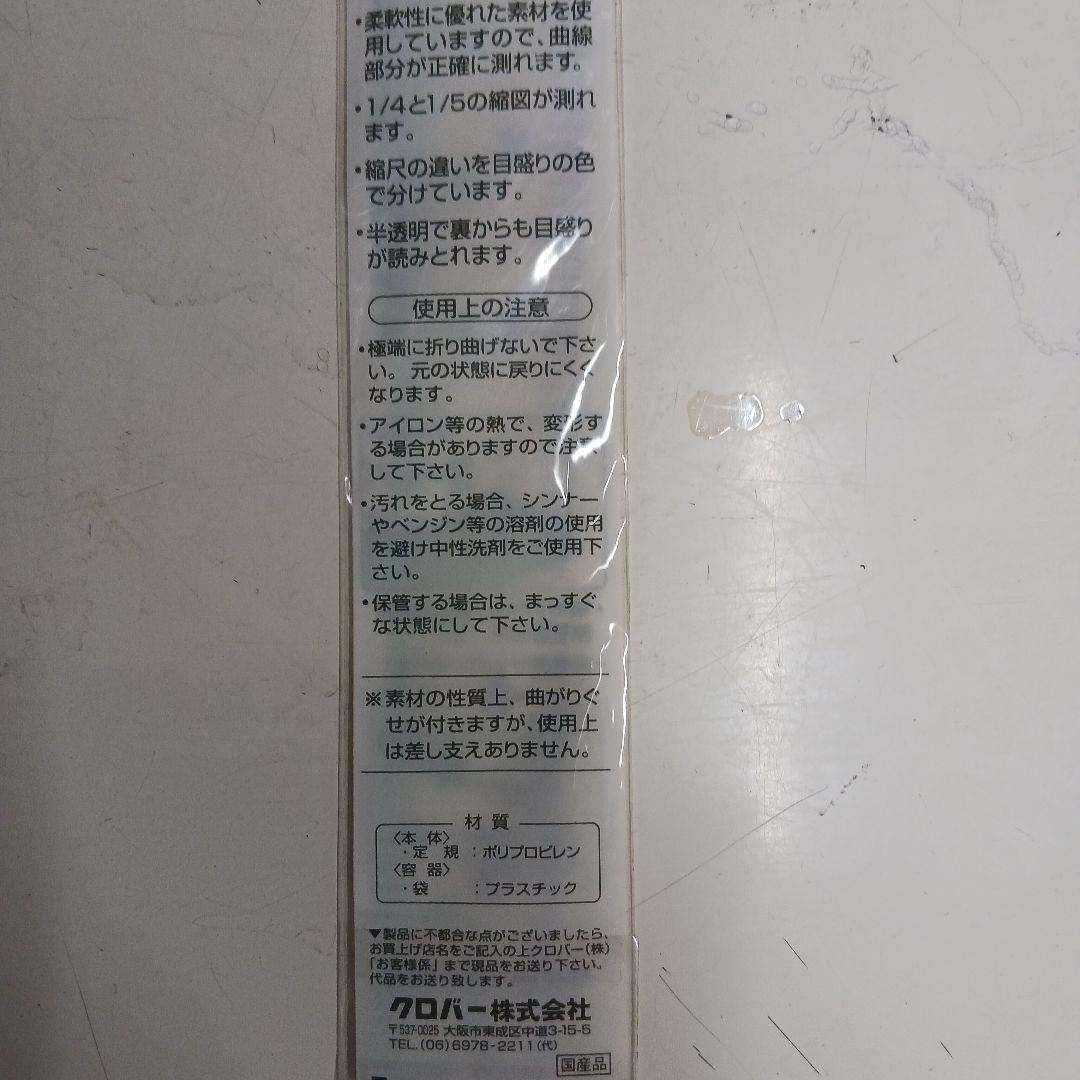 ・柔軟性に優れた素材を使
用していますので、曲線
部分が正確に測れます。
・1/4と1/5の縮図が測れ
ます。
・縮尺の違いを目盛りの色
で分けています。
・半透明で裏からも目盛り
が読みとれます。
使用上の注意
・極端に折り曲げないで下さ
い。元の状態に戻りにくく
なります。
・アイロン等の熱で、変形す
る場合がありますので注意
して下さい。
・汚れをとる場合、シンナー
やベンジン等の溶剤の使用
を避け中性洗剤をご使用下
さい。
・保管する場合は、まっすぐ
な状態にして下さい。
※素材の性質上、曲がりぐ
せが付きますが、使用上
は差し支えありません。
材質
〈本体〉
・定規:ポリプロピレン
〈容器〉
・袋:プラスチック
▼製品に不都合な点がございましたら、
お買上げ店名をご記入の上クロバー(株)
「お客様係」まで現品をお送り下さい。
代品をお送り致します。
クロバー株式会社
〒537-0025 大阪市東成区中道3-15-5
TEL.(06)6978-2211(代)
国産品